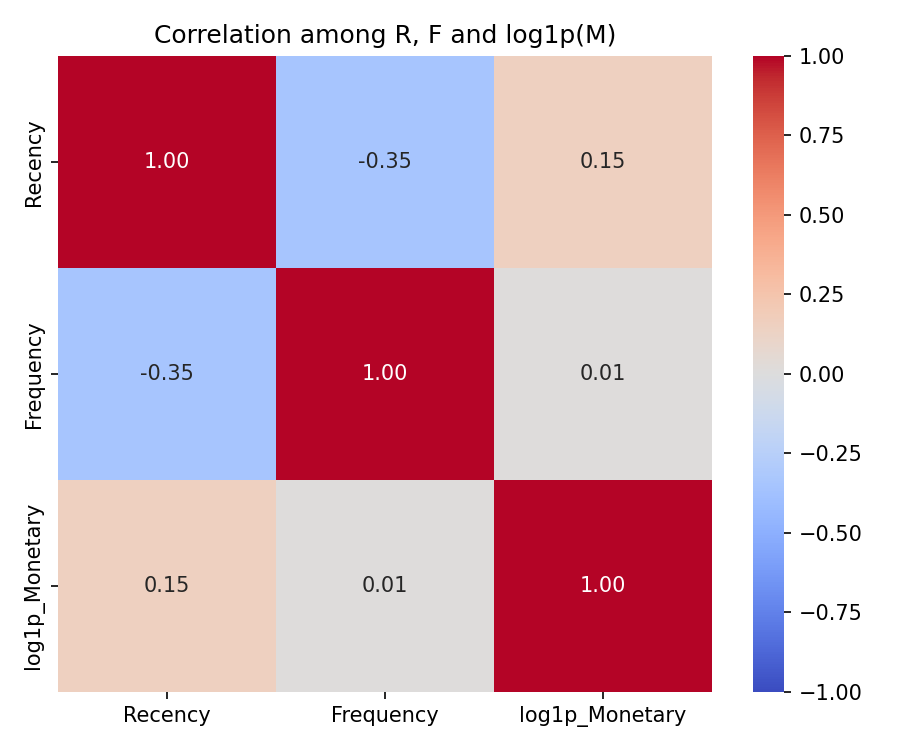 Correlation among R, F and log1p(M)
Recency
1.00
-0.35
0.15
Frequency
-0.35
1.00
0.01
log1p_Monetary
0.15
0.01
1.00
Recency
Frequency
log1p_Monetary
1.00
0.75
0.50
0.25
0.00
−0.25
−0.50
−0.75
−1.00